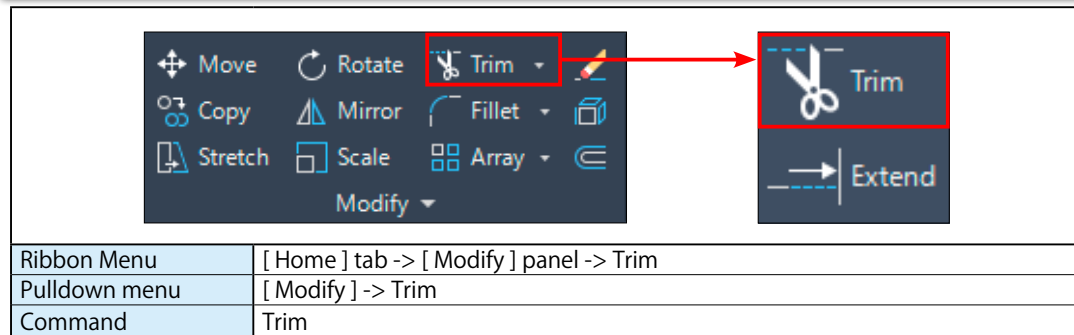 Move Rotate Trim
Copy Mirror Fillet
Stretch Scale Array
Modify
Trim
Extend
Ribbon Menu [ Home ] tab -> [ Modify ] panel -> Trim
Pulldown menu [ Modify ] -> Trim
Command Trim